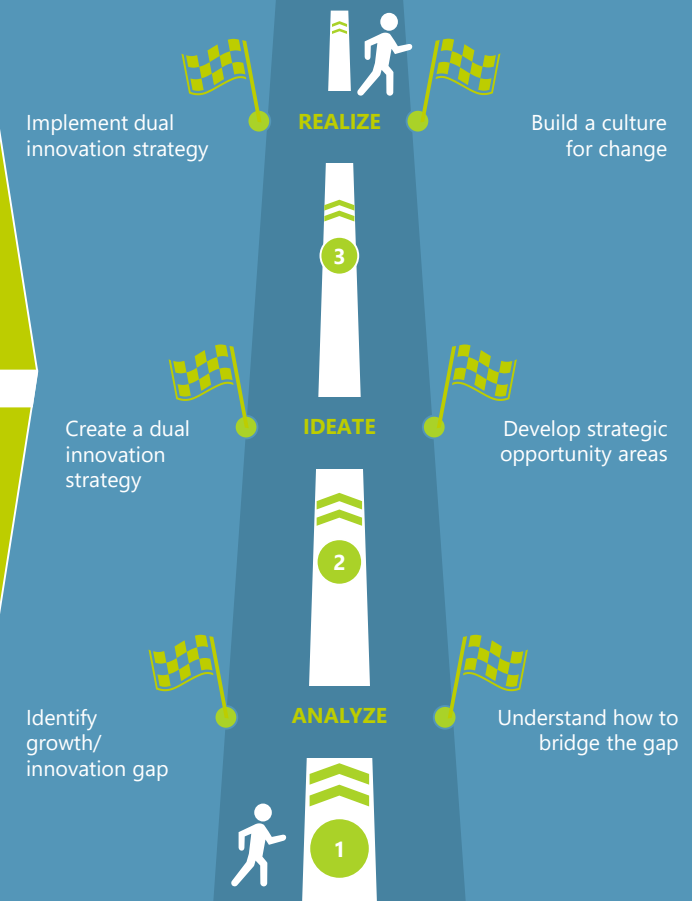 REALIZE
Implement dual
innovation strategy
Build a culture
for change
3
IDEATE
Create a dual
innovation
strategy
Develop strategic
opportunity areas
2
ANALYZE
Identify
growth/
innovation gap
Understand how to
bridge the gap
1